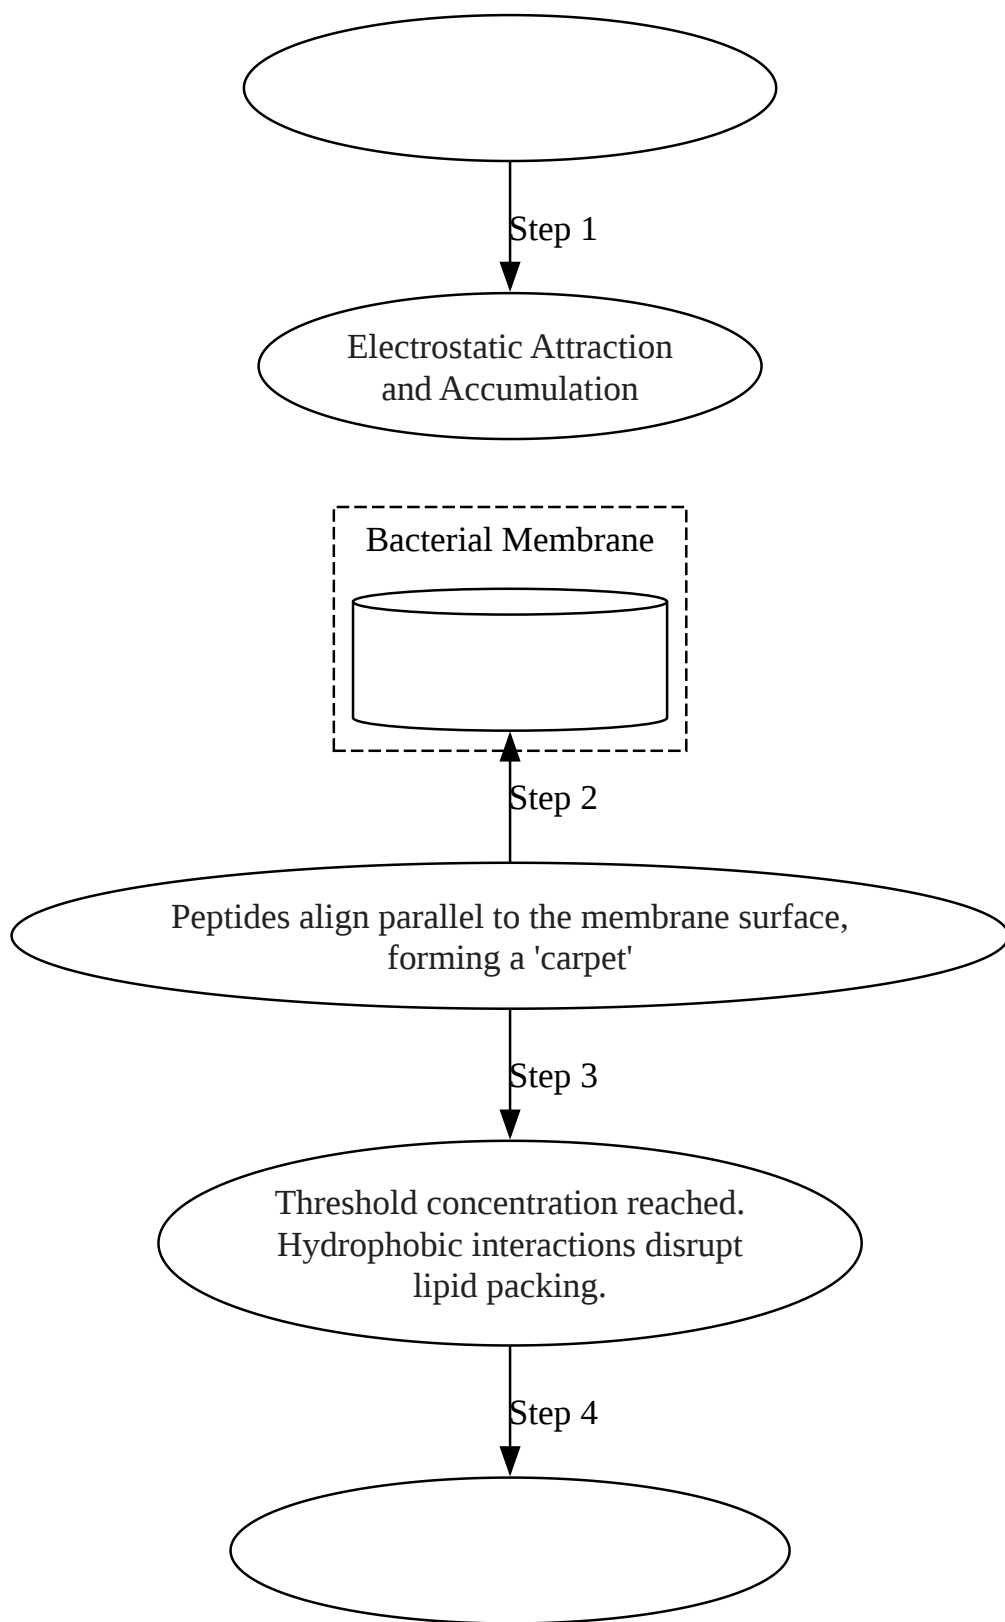 Step 1
Electrostatic Attraction
and Accumulation
Bacterial Membrane
Step 2
Peptides align parallel to the membrane surface,
forming a 'carpet'
Step 3
Threshold concentration reached.
Hydrophobic interactions disrupt
lipid packing.
Step 4